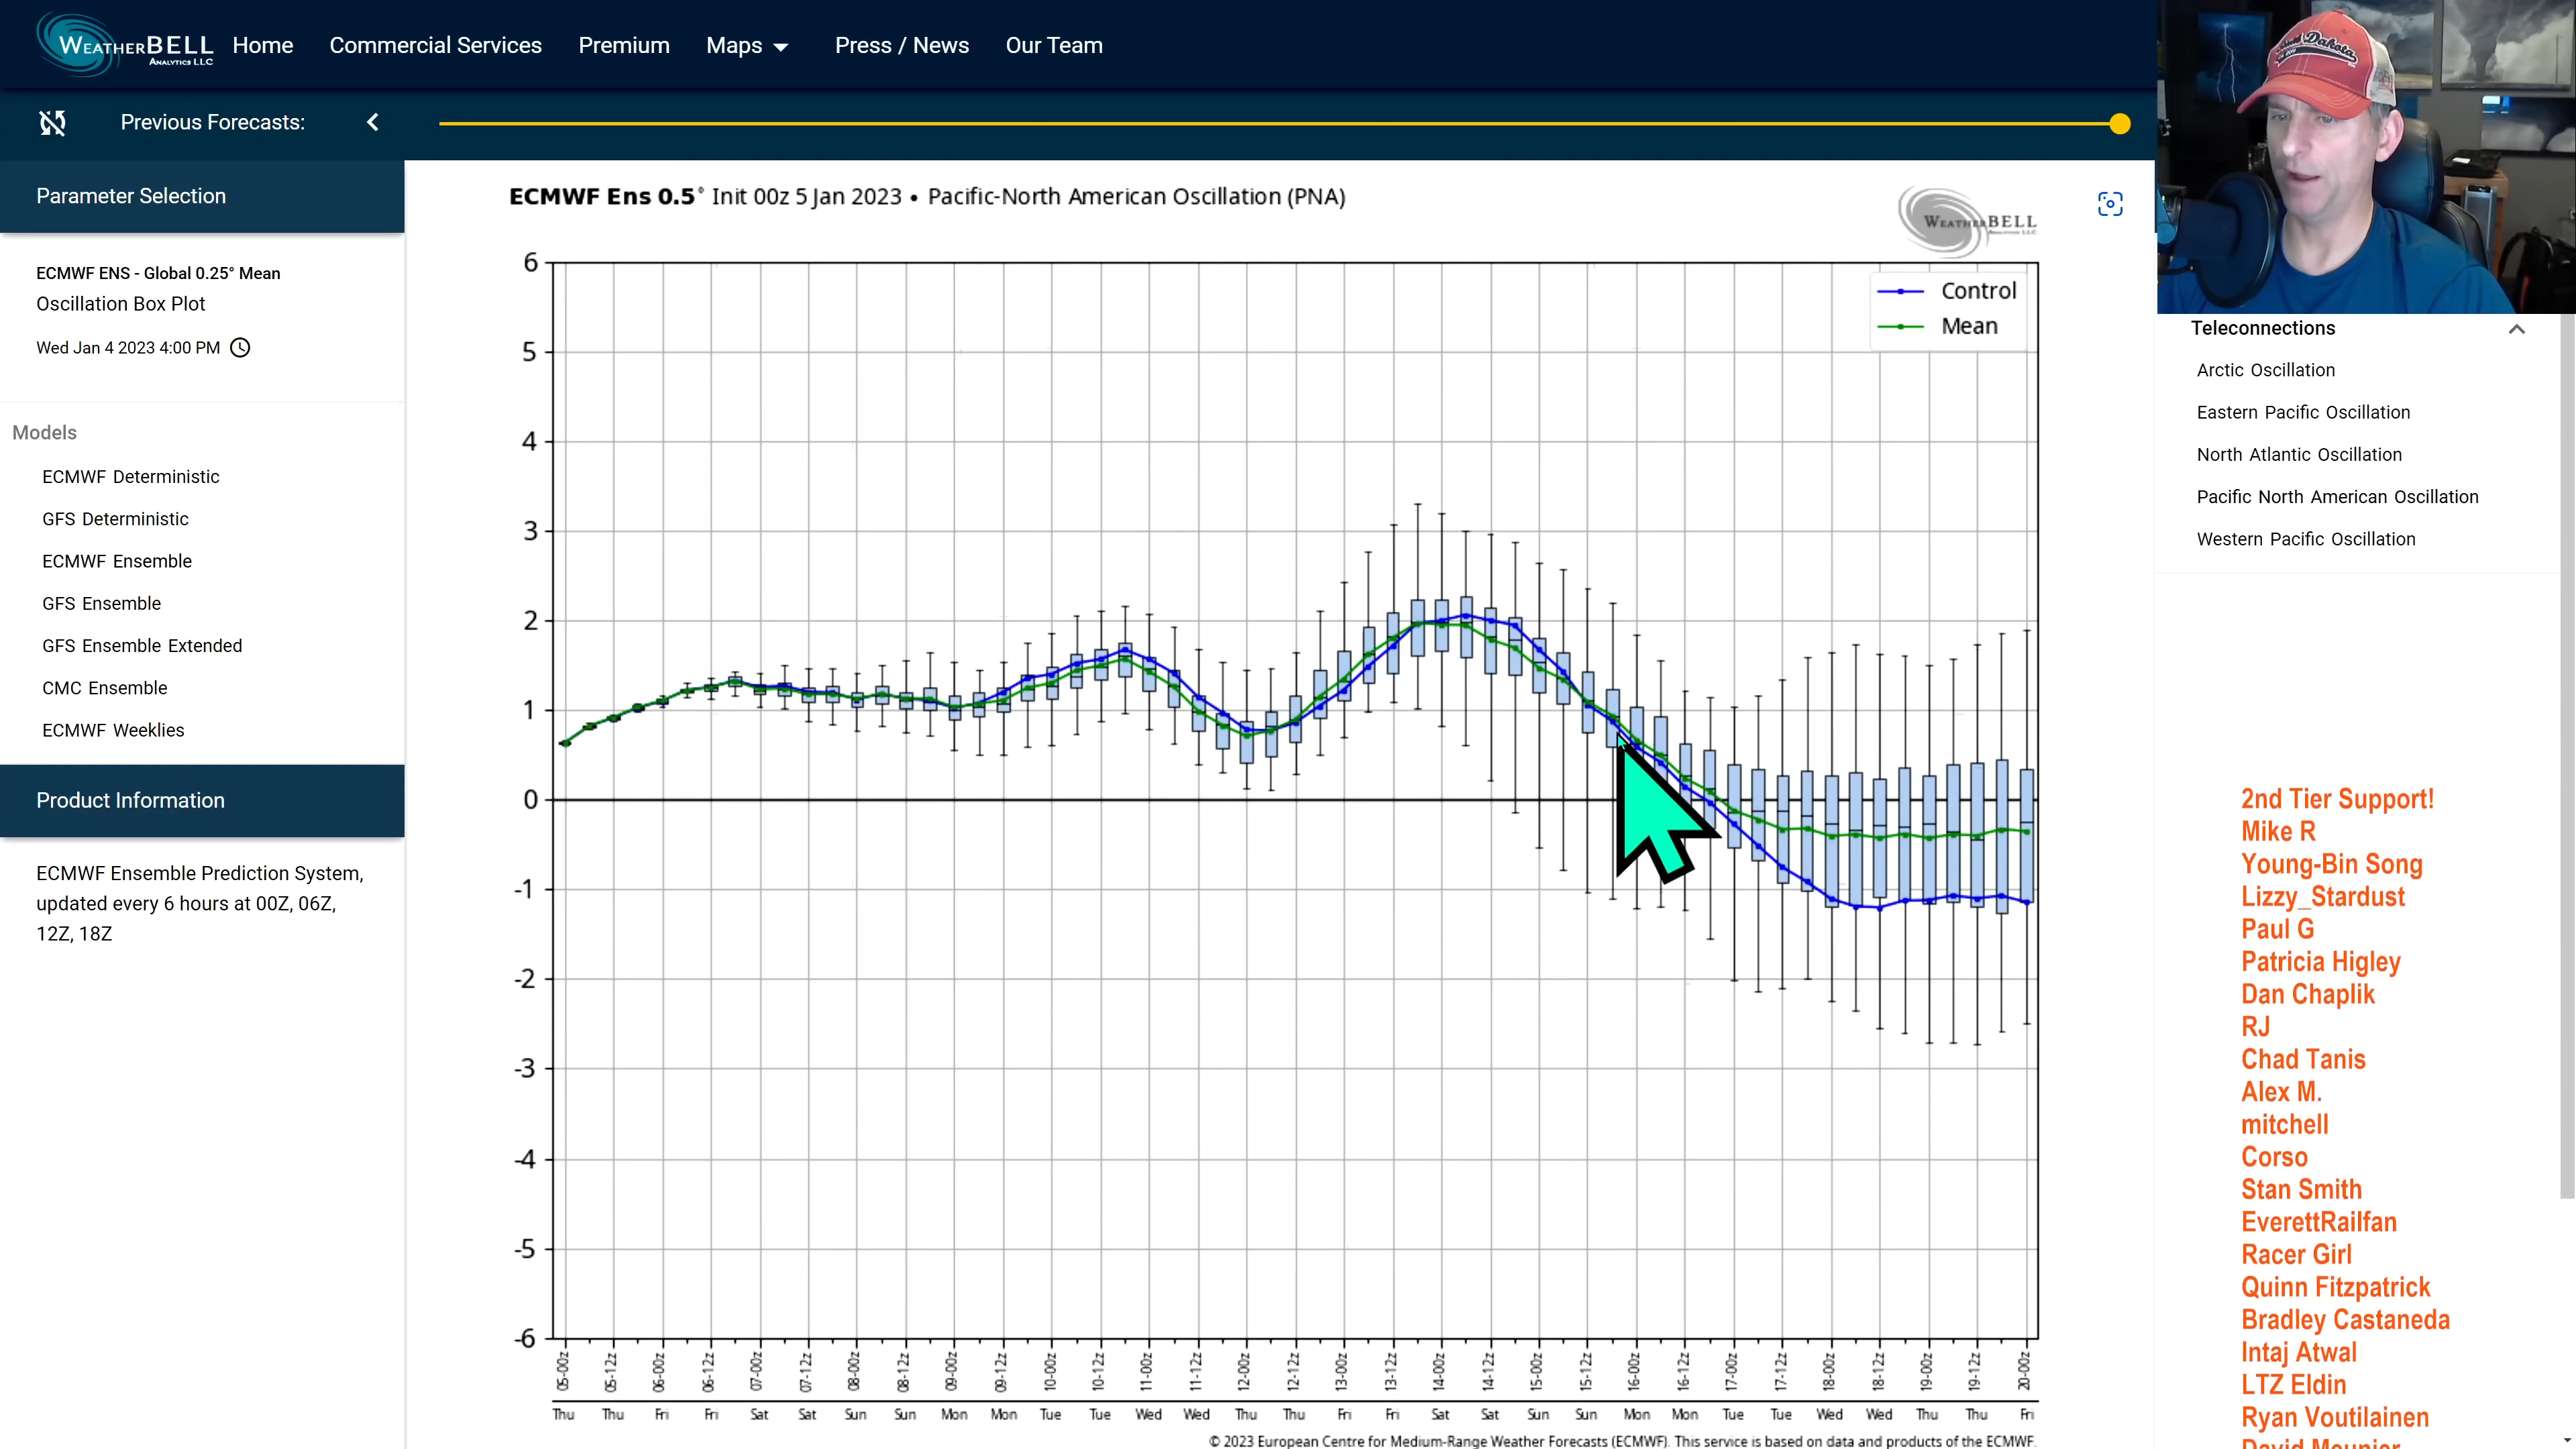 WEATHERBELL
ANALYTICS LLC
Home
Commercial Services
Premium
Maps
Press / News
Our Team
Previous Forecasts:
Parameter Selection
ECMWF ENS - Global 0.25° Mean
Oscillation Box Plot
Wed Jan 4 2023 4:00 PM
Models
ECMWF Deterministic
GFS Deterministic
ECMWF Ensemble
GFS Ensemble
GFS Ensemble Extended
CMC Ensemble
ECMWF Weeklies
Product Information
ECMWF Ensemble Prediction System,
updated every 6 hours at 00Z, 06Z,
12Z, 18Z
ECMWF Ens 0.5° Init 00z 5 Jan 2023 • Pacific-North American Oscillation (PNA)
WEATHERBELL
Control
Mean
6
5
4
3
2
1
0
-1
-2
-3
-4
-5
-6
05-00z 05-12z 06-00z 06-12z 07-00z 07-12z 08-00z 08-12z 09-00z 09-12z 10-00z 10-12z 11-00z 11-12z 12-00z 12-12z 13-00z 13-12z 14-00z 14-12z 15-00z 15-12z 16-00z 16-12z 17-00z 17-12z 18-00z 18-12z 19-00z 19-12z 20-00z
Thu Thu Fri Fri Sat Sat Sun Sun Mon Mon Tue Tue Wed Wed Thu Thu Fri Fri Sat Sat Sun Sun Mon Mon Tue Tue Wed Wed Thu Thu Fri
© 2023 European Centre for Medium-Range Weather Forecasts (ECMWF). This service is based on data and products of the ECMWF.
Dakota
Teleconnections
Arctic Oscillation
Eastern Pacific Oscillation
North Atlantic Oscillation
Pacific North American Oscillation
Western Pacific Oscillation
2nd Tier Support!
Mike R
Young-Bin Song
Lizzy_Stardust
Paul G
Patricia Higley
Dan Chaplik
RJ
Chad Tanis
Alex M.
mitchell
Corso
Stan Smith
EverettRailfan
Racer Girl
Quinn Fitzpatrick
Bradley Castaneda
Intaj Atwal
LTZ Eldin
Ryan Voutilainen